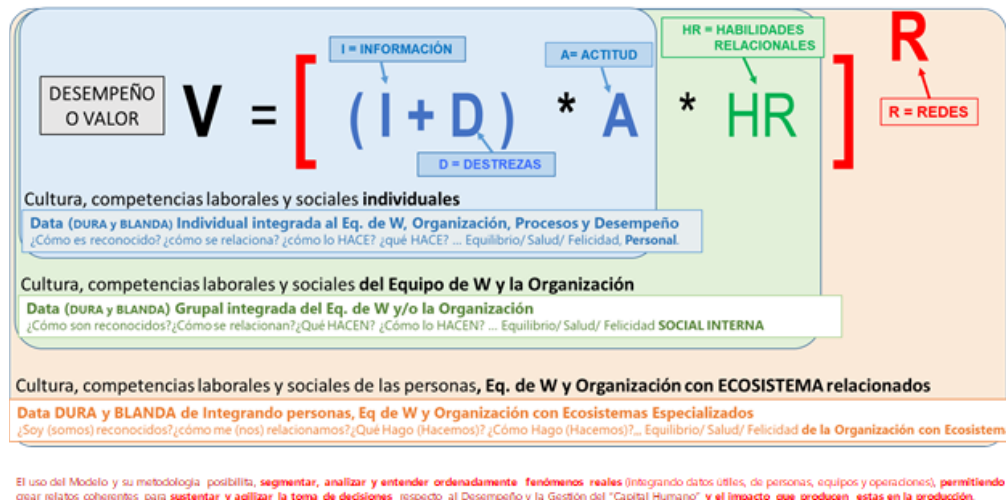 I = INFORMACIÓN
A= ACTITUD
HR = HABILIDADES
RELACIONALES
R
DESEMPEÑO
O VALOR
V = [ ( I + D ) * A * HR ]
R = REDES
D = DESTREZAS
Cultura, competencias laborales y sociales individuales
Data (DURA y BLANDA) Individual integrada al Eq. de W, Organización, Procesos y Desempeño
¿Cómo es reconocido? ¿cómo se relaciona? ¿cómo lo HACE? ¿qué HACE? ... Equilibrio/ Salud/ Felicidad, Personal.
Cultura, competencias laborales y sociales del Equipo de W y la Organización
Data (DURA y BLANDA) Grupal integrada del Eq. de W y/o la Organización
¿Cómo son reconocidos?¿Cómo se relacionan?¿Qué HACEN? ¿Cómo lo HACEN? ... Equilibrio/ Salud/ Felicidad SOCIAL INTERNA
Cultura, competencias laborales y sociales de las personas, Eq. de W y Organización con ECOSISTEMA relacionados
Data DURA y BLANDA de Integrando personas, Eq de W y Organización con Ecosistemas Especializados
¿Soy (somos) reconocidos?¿cómo me (nos) relacionamos?¿Qué Hago (Hacemos)? ¿Cómo Hago (Hacemos)?... Equilibrio/ Salud/ Felicidad de la Organización con Ecosistem
El uso del Modelo y su metodología posibilita, segmentar, analizar y entender ordenadamente fenómenos reales (integrando datos útiles, de personas, equipos y operaciones), permitiendo
crear relatos coherentes para sustentar y agilizar la toma de decisiones respecto al Desempeño y la Gestión del "Capital Humano" y el impacto que producen estas en la producción.